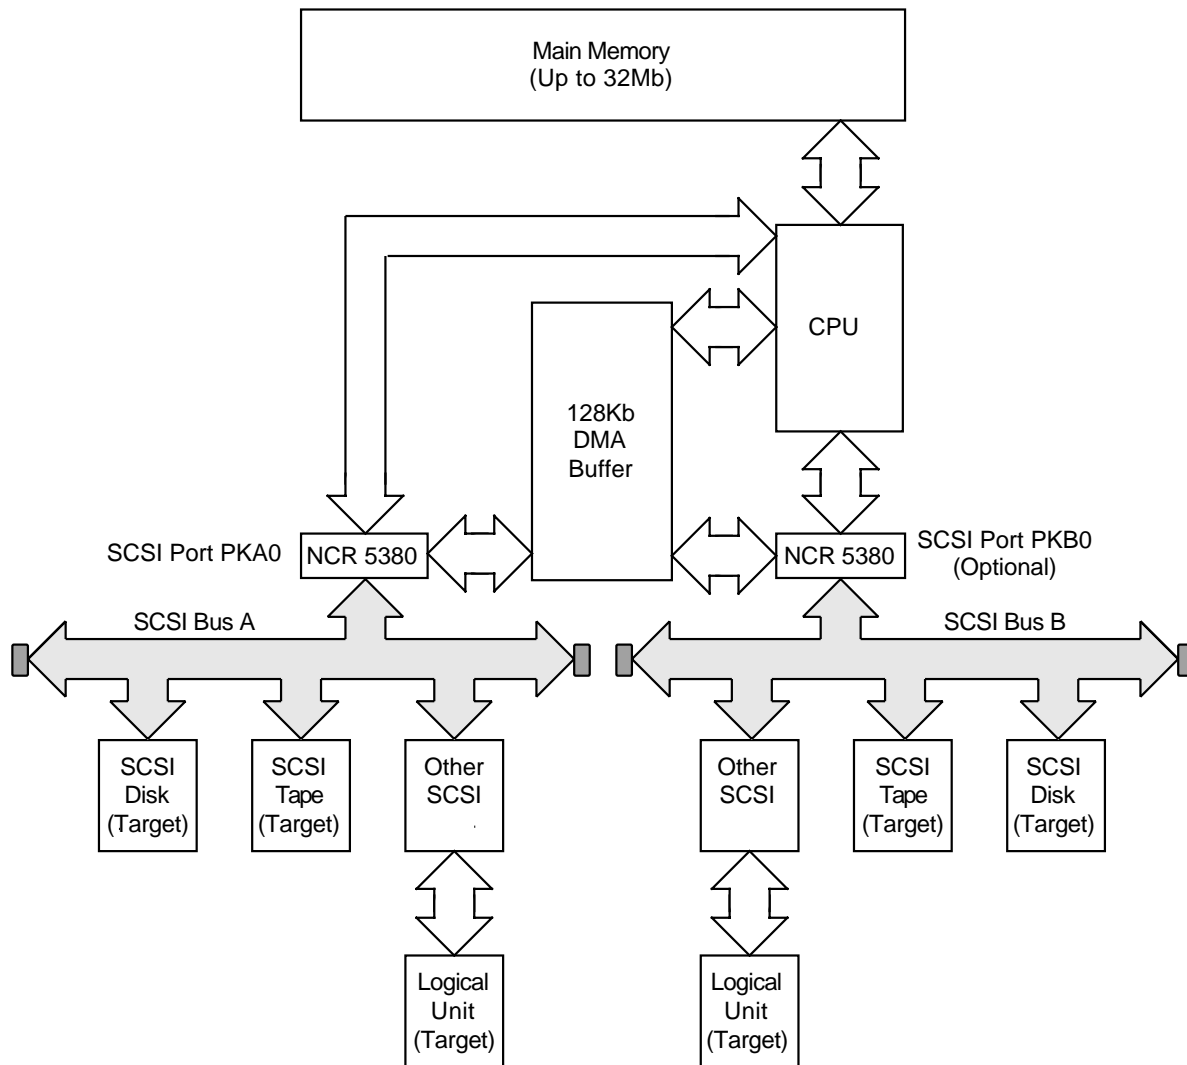 Main Memory
(Up to 32Mb)
CPU
128Kb
DMA
Buffer
SCSI Port PKA0
NCR 5380
NCR 5380
SCSI Port PKB0
(Optional)
SCSI Bus A
SCSI Bus B
SCSI
Disk
(Target)
SCSI
Tape
(Target)
Other
SCSI
Other
SCSI
SCSI
Tape
(Target)
SCSI
Disk
(Target)
Logical
Unit
(Target)
Logical
Unit
(Target)